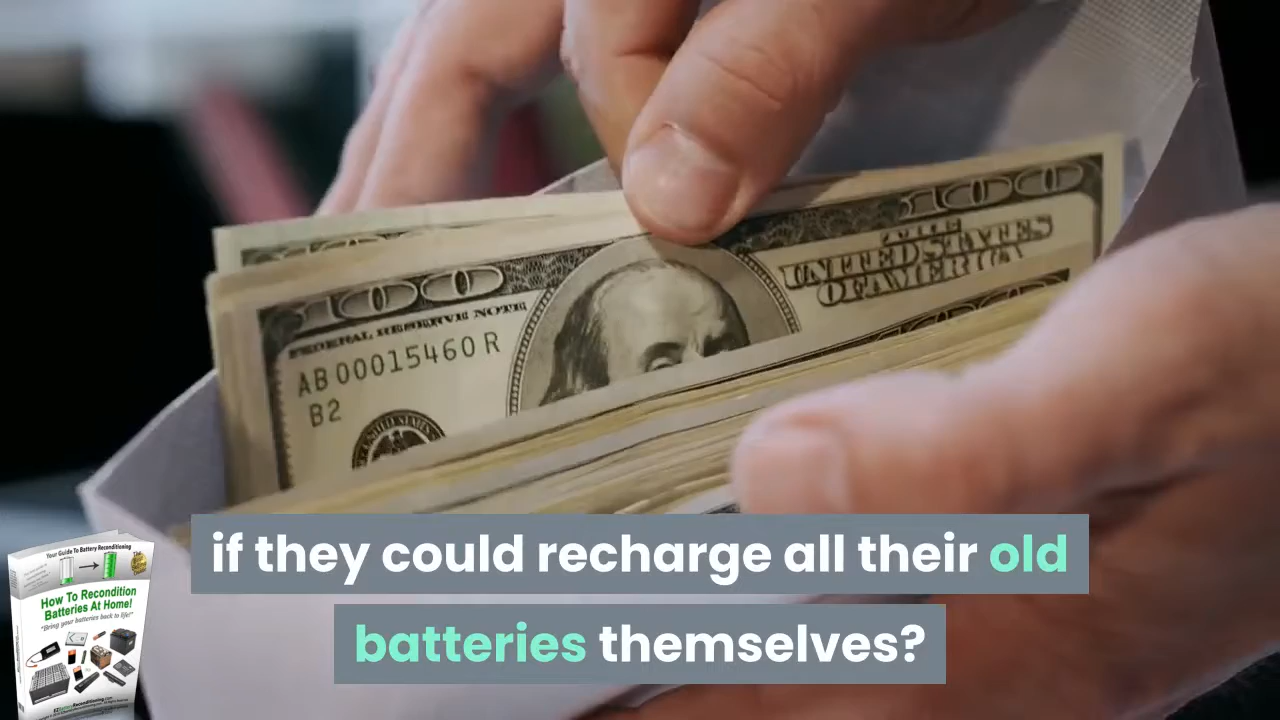 100
100
FEDERAL RESERVE NOTE
UNITED STATES
OF AMERICA
AB 00015460 R
B2
if they could recharge all their old
batteries themselves?
Your Guide To Battery Reconditioning
How To Recondition
Batteries At Home!
"Bring your batteries back to life!"